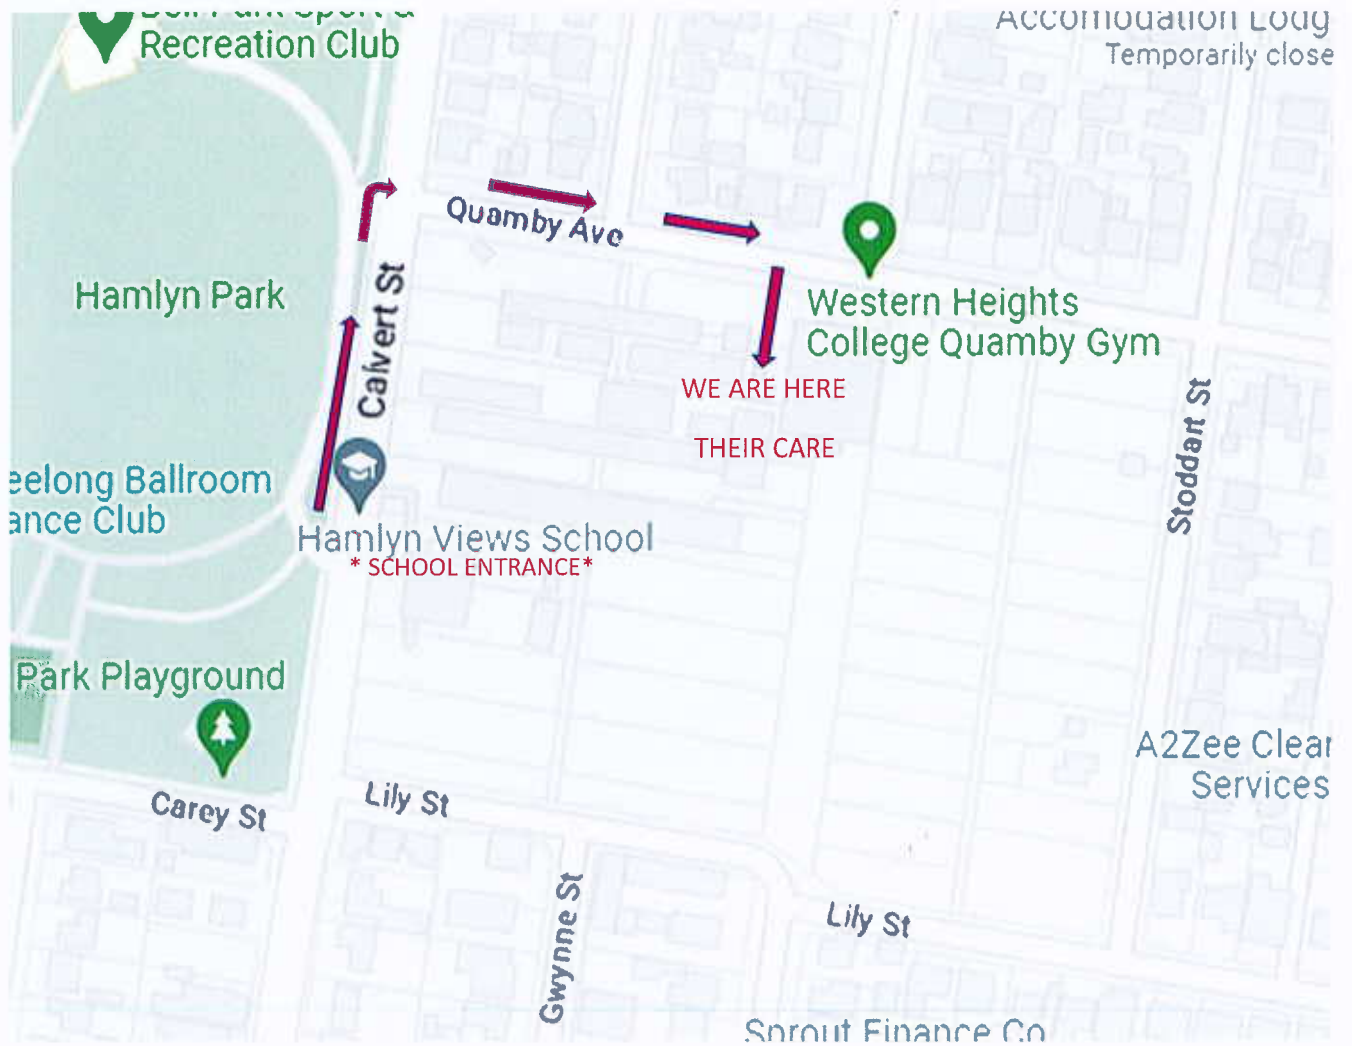 Recreation Club
Temporarily close
Quamby Ave
Hamlyn Park
Calvert St
Western Heights
College Quamby Gym
WE ARE HERE
THEIR CARE
Stoddart St
eelong Ballroom
ance Club
Hamlyn Views School
* SCHOOL ENTRANCE*
Park Playground
A2Zee Clear
Services
Carey St
Lily St
Gwynne St
Lily St
Sprout Finance Co